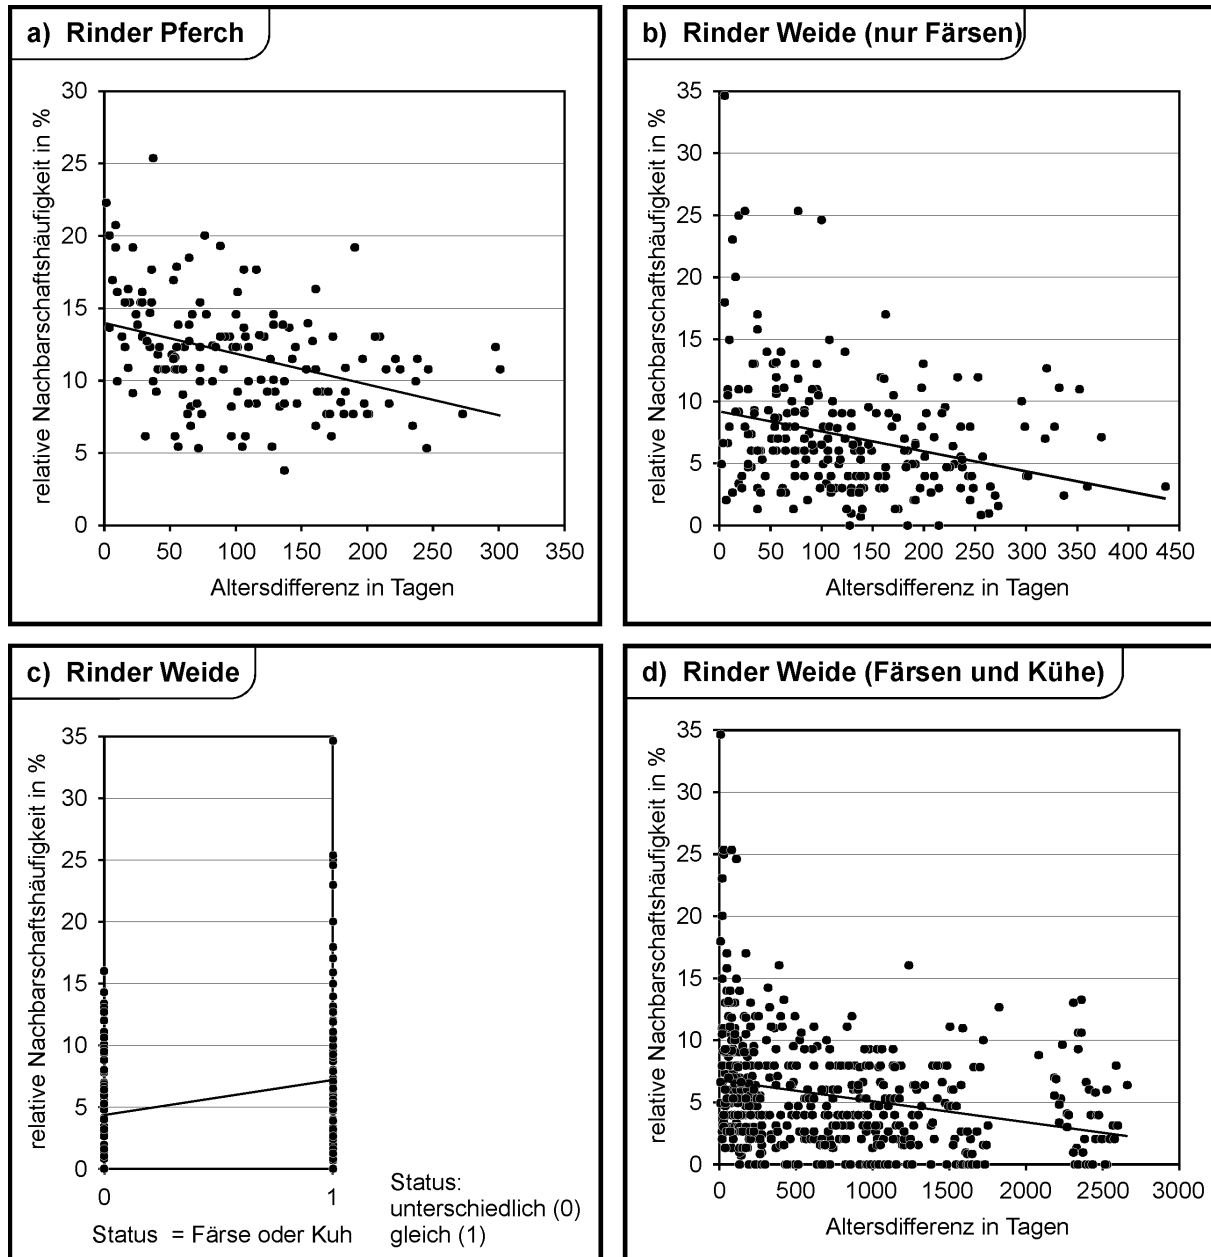 a) Rinder Pferch
relative Nachbarschaftshäufigkeit in %
30
25
20
15
10
5
0
0 50 100 150 200 250 300 350
Altersdifferenz in Tagen
b) Rinder Weide (nur Färsen)
relative Nachbarschaftshäufigkeit in %
35
30
25
20
15
10
5
0
0 50 100 150 200 250 300 350 400 450
Altersdifferenz in Tagen
c) Rinder Weide
relative Nachbarschaftshäufigkeit in %
35
30
25
20
15
10
5
0
0 1
Status = Färse oder Kuh
Status:
unterschiedlich (0)
gleich (1)
d) Rinder Weide (Färsen und Kühe)
relative Nachbarschaftshäufigkeit in %
35
30
25
20
15
10
5
0
0 500 1000 1500 2000 2500 3000
Altersdifferenz in Tagen